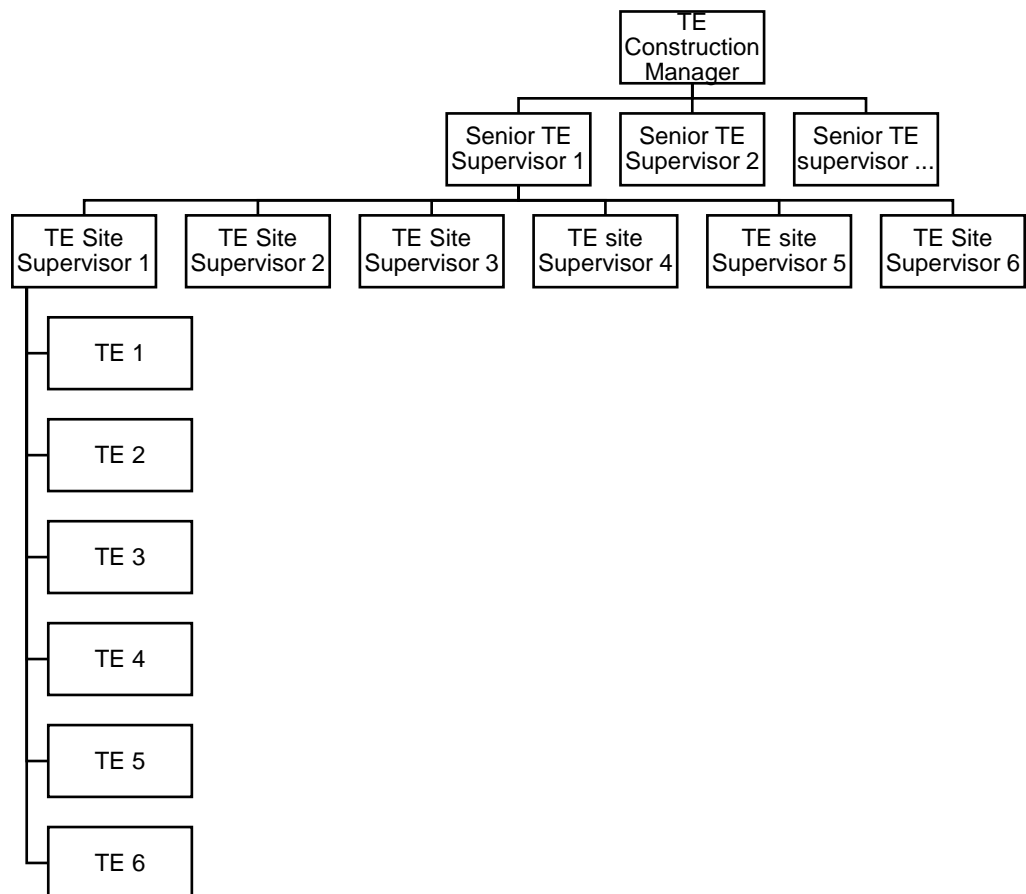 TE
Construction
Manager
Senior TE
Supervisor 1
Senior TE
Supervisor 2
Senior TE
supervisor ...
TE Site
Supervisor 1
TE Site
Supervisor 2
TE Site
Supervisor 3
TE site
Supervisor 4
TE site
Supervisor 5
TE Site
Supervisor 6
TE 1
TE 2
TE 3
TE 4
TE 5
TE 6